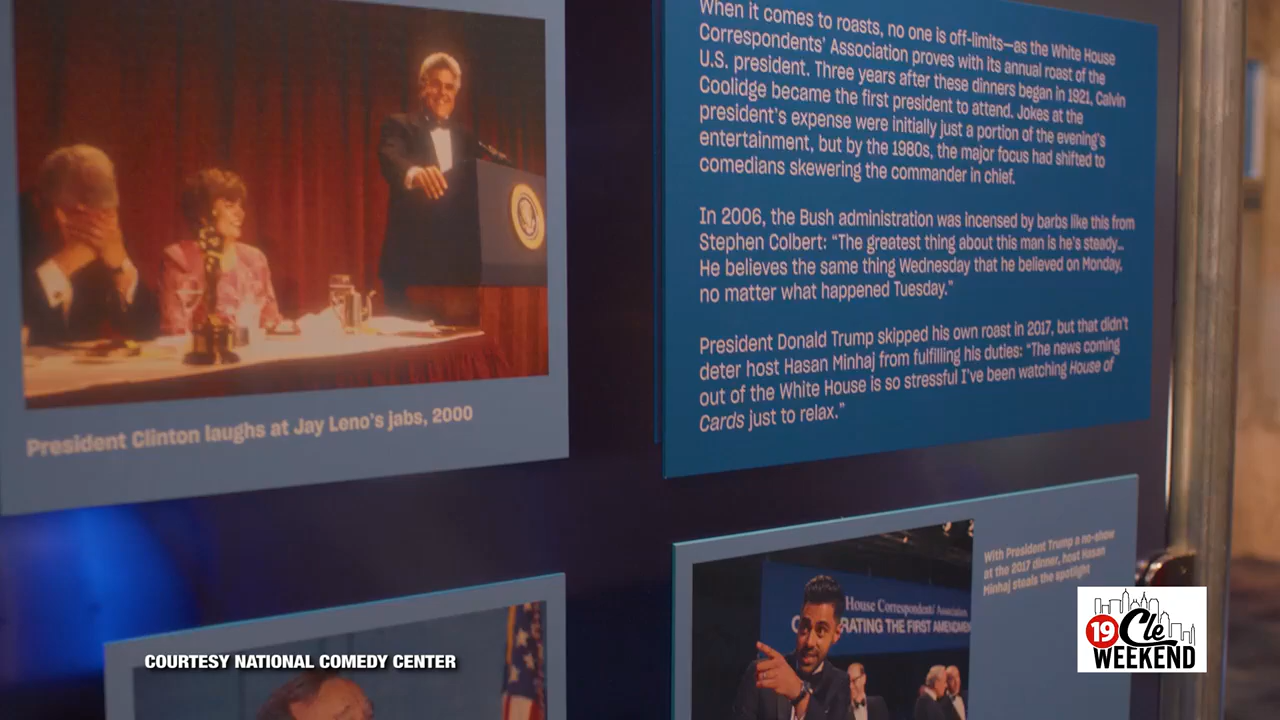 When it comes to roasts, no one is off-limits—as the White House
Correspondents' Association proves with its annual roast of the
U.S. president. Three years after these dinners began in 1921, Calvin
Coolidge became the first president to attend. Jokes at the
president's expense were initially just a portion of the evening's
entertainment, but by the 1980s, the major focus had shifted to
comedians skewering the commander in chief.
In 2006, the Bush administration was incensed by barbs like this from
Stephen Colbert: “The greatest thing about this man is he's steady...
He believes the same thing Wednesday that he believed on Monday,
no matter what happened Tuesday.”
President Donald Trump skipped his own roast in 2017, but that didn't
deter host Hasan Minhaj from fulfilling his duties: “The news coming
out of the White House is so stressful I've been watching House of
Cards just to relax.”
President Clinton laughs at Jay Leno's jabs, 2000
With President Trump a no-show
at the 2017 dinner, host Hasan
Minhaj steals the spotlight
House Correspondents' Association
RATING THE FIRST AMENDMEN
COURTESY NATIONAL COMEDY CENTER
19 Cle
WEEKEND